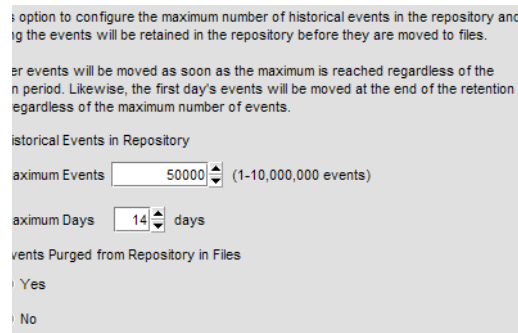 s option to configure the maximum number of historical events in the repository and
ng the events will be retained in the repository before they are moved to files.
er events will be moved as soon as the maximum is reached regardless of the
n period. Likewise, the first day's events will be moved at the end of the retention
regardless of the maximum number of events.
istorical Events in Repository
aximum Events 50000 (1-10,000,000 events)
aximum Days 14 days
vents Purged from Repository in Files
Yes
No